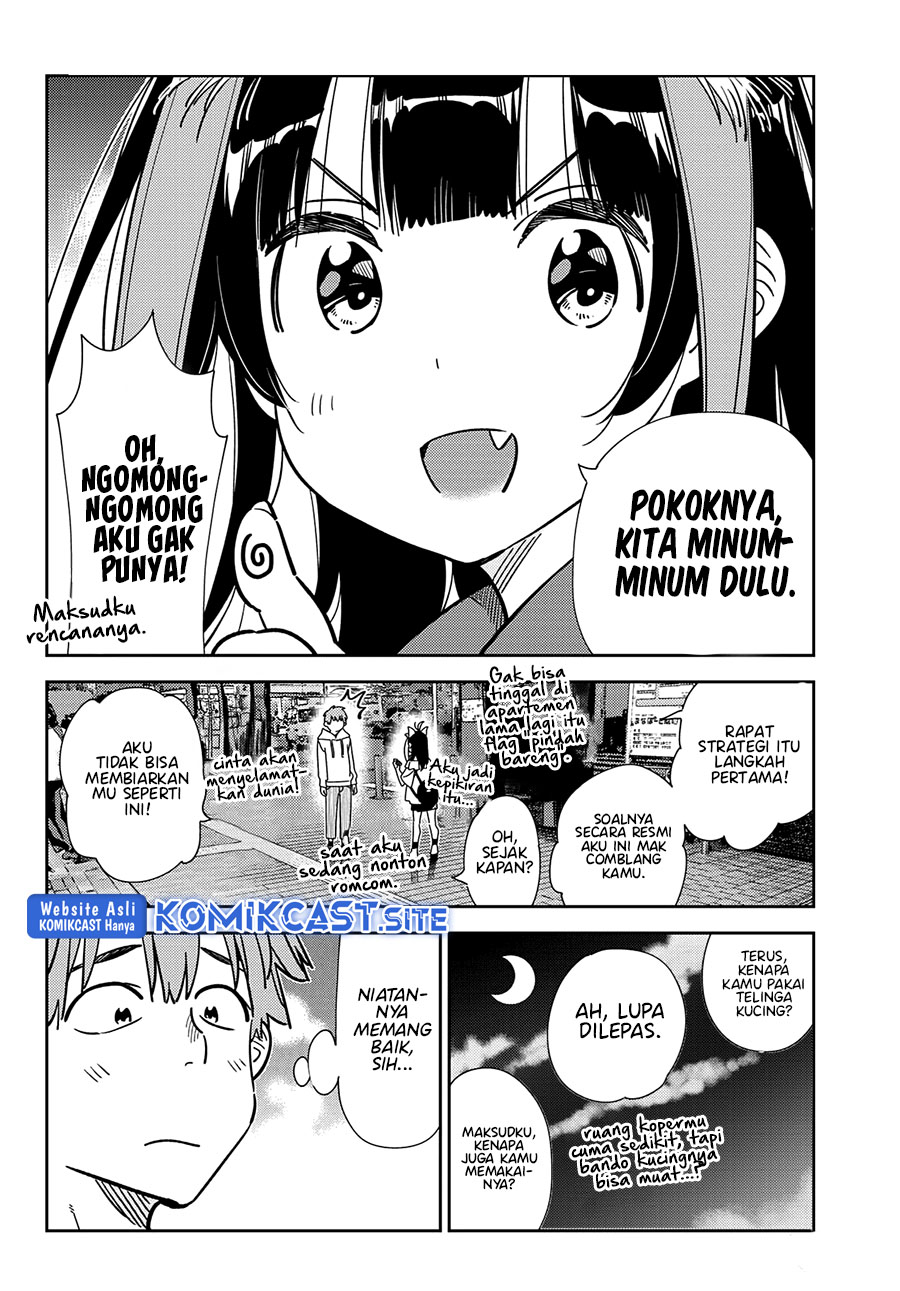 POKOKNYA,
KITA MINUM-
MINUM DULU.
OH,
NGOMONG-
NGOMONG
AKU GAK
PUNYA!
Maksudku
rencananya.
RAPAT
STRATEGI ITU
LANGKAH
PERTAMA!
SOALNYA
SECARA RESMI
AKU INI MAK
COMBLANG
KAMU.
OH,
SEJAK
KAPAN?
Gak bisa
tinggal di
apartemen
lama lagi itu
flag "pindah
bareng".
Aku jadi
kepikiran
itu...
saat aku
sedang nonton
romcom.
cinta akan
menyelamat-
kan dunia!
AKU
TIDAK BISA
MEMBIARKAN
MU SEPERTI
INI!
Website Asli
KOMIKCAST Hanya
KOMIKCAST.SITE
TERUS,
KENAPA
KAMU PAKAI
TELINGA
KUCING?
AH, LUPA
DILEPAS.
ruang kopermu
cuma sedikit, tapi
bando kucingnya
bisa muat...!
MAKSUDKU,
KENAPA
JUGA KAMU
MEMAKAI-
NYA?
NIATAN-
NYA
MEMANG
BAIK,
SIH...